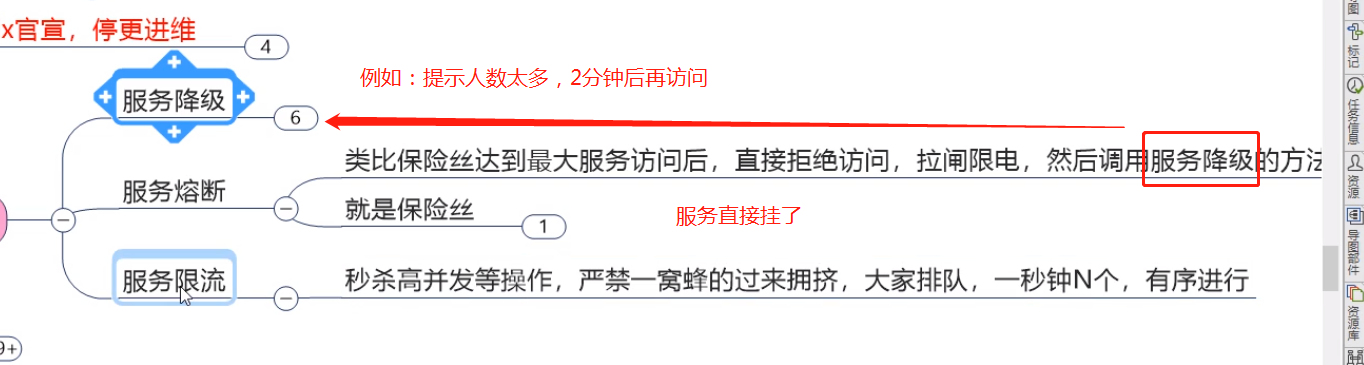 x官宣，停更进维
4
例如：提示人数太多，2分钟后再访问
服务降级
6
类比保险丝达到最大服务访问后，直接拒绝访问，拉闸限电，然后调用服务降级的方法
服务熔断
就是保险丝
1
服务直接挂了
服务限流
秒杀高并发等操作，严禁一窝蜂的过来拥挤，大家排队，一秒钟N个，有序进行
9+
图
标记
任务信息
资源
导图部件
资源库